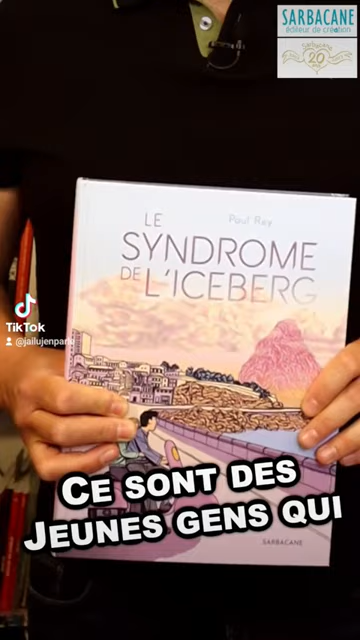 SARBACANE
éditeur de création
sarbacane
20
Paul Rey
LE
SYNDROME
DE L'ICEBERG
TikTok
@jailujenparle
CE SONT DES
JEUNES GENS QUI
SARBACANE